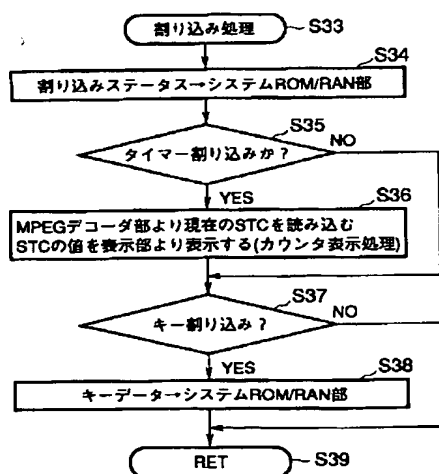 割り込み処理 S33
S34
割り込みステータス→システムROM/RAN部
S35
タイマー割り込みか? NO
YES
S36
MPEGデコーダ部より現在のSTCを読み込む
STCの値を表示部より表示する(カウンタ表示処理)
S37
キー割り込み? NO
YES
S38
キーデータ→システムROM/RAN部
RET S39